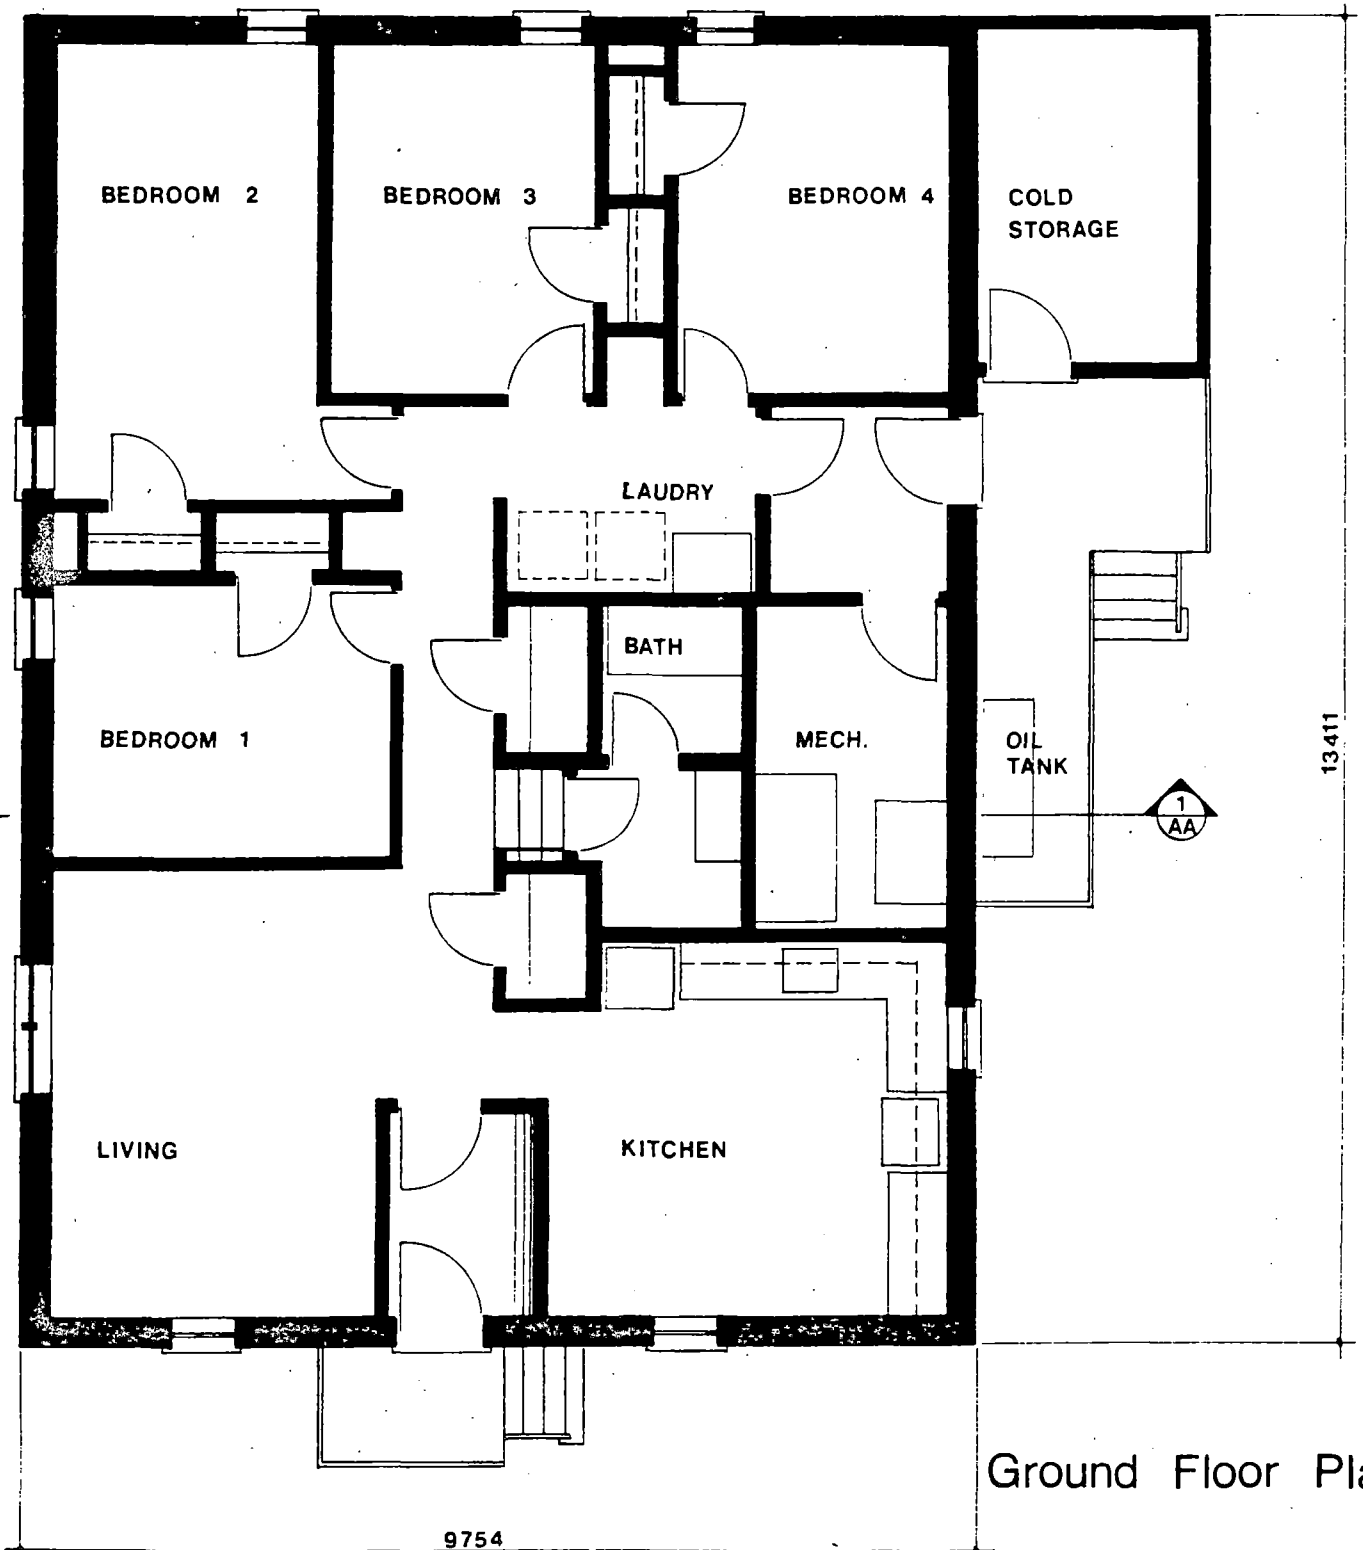 BEDROOM 2
BEDROOM 3
BEDROOM 4
COLD
STORAGE
LAUDRY
BATH
BEDROOM 1
MECH.
OIL
TANK
13411
1
AA
LIVING
KITCHEN
Ground Floor Pla
9754